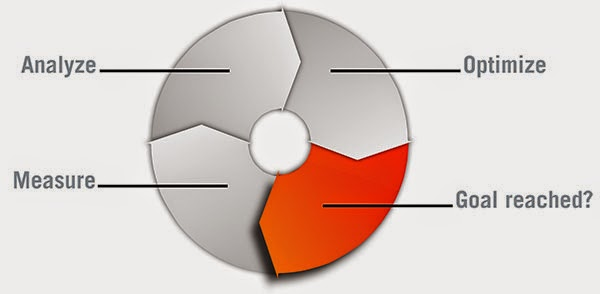 Analyze
Optimize
Measure
Goal reached?